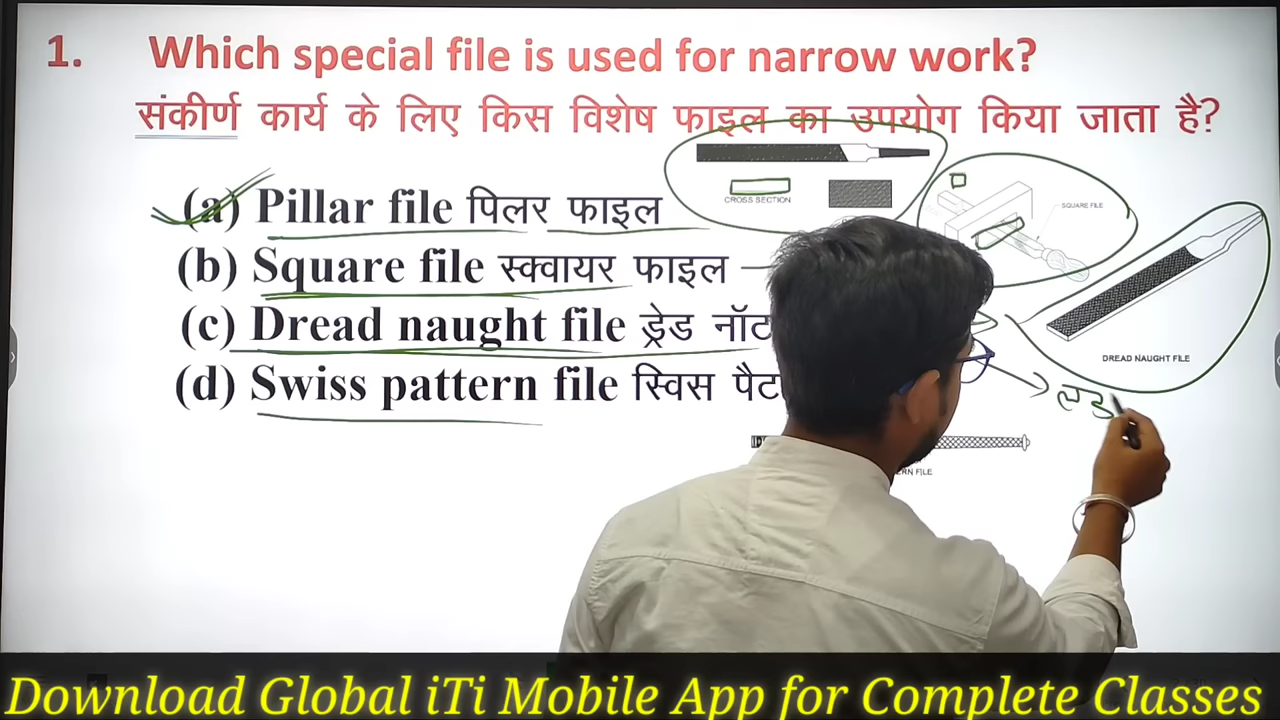 1. Which special file is used for narrow work?
संकीर्ण कार्य के लिए किस विशेष फाइल का उपयोग किया जाता है?
(a) Pillar file पिलर फाइल
CROSS SECTION
SQUARE FILE
(b) Square file स्क्वायर फाइल
(c) Dread naught file ड्रेड नॉट
DREAD NAUGHT FILE
(d) Swiss pattern file स्विस
FILE
Download Global iTi Mobile App for Complete Classes